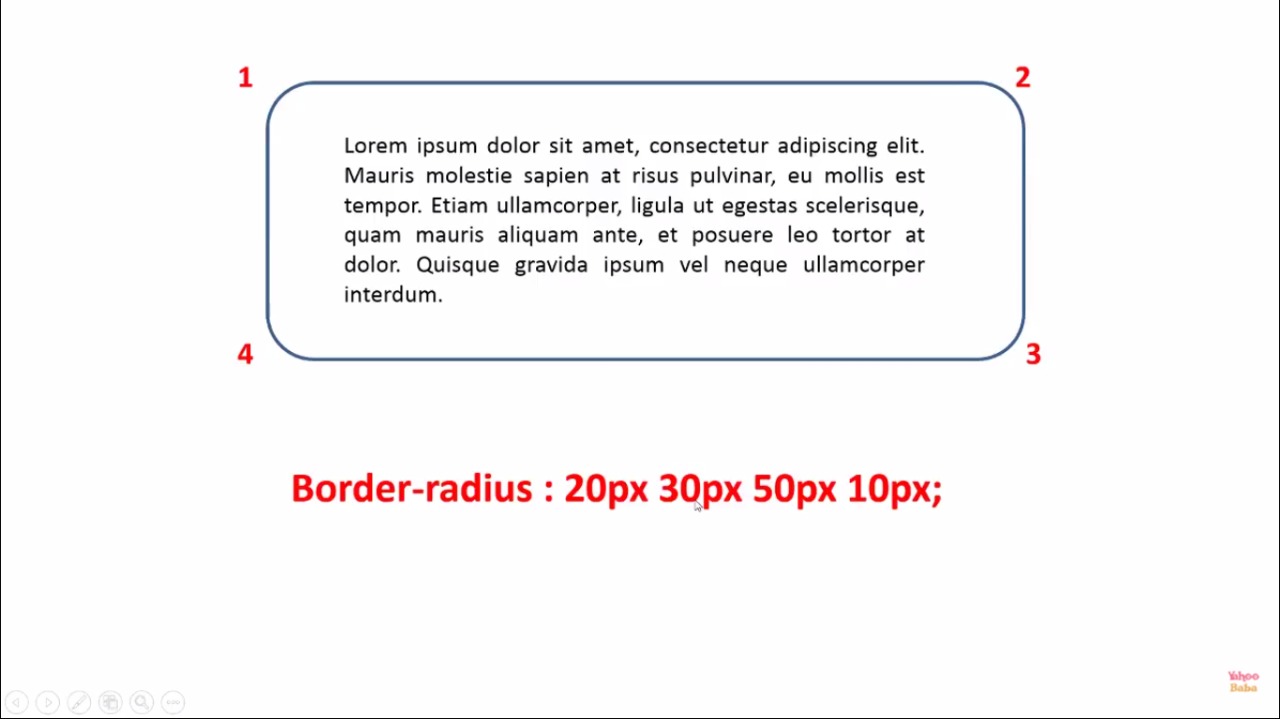 1
2
Lorem ipsum dolor sit amet, consectetur adipiscing elit.
Mauris molestie sapien at risus pulvinar, eu mollis est
tempor. Etiam ullamcorper, ligula ut egestas scelerisque,
quam mauris aliquam ante, et posuere leo tortor at
dolor. Quisque gravida ipsum vel neque ullamcorper
interdum.
4
3
Border-radius : 20px 30px 50px 10px;
Yahoo
Baba